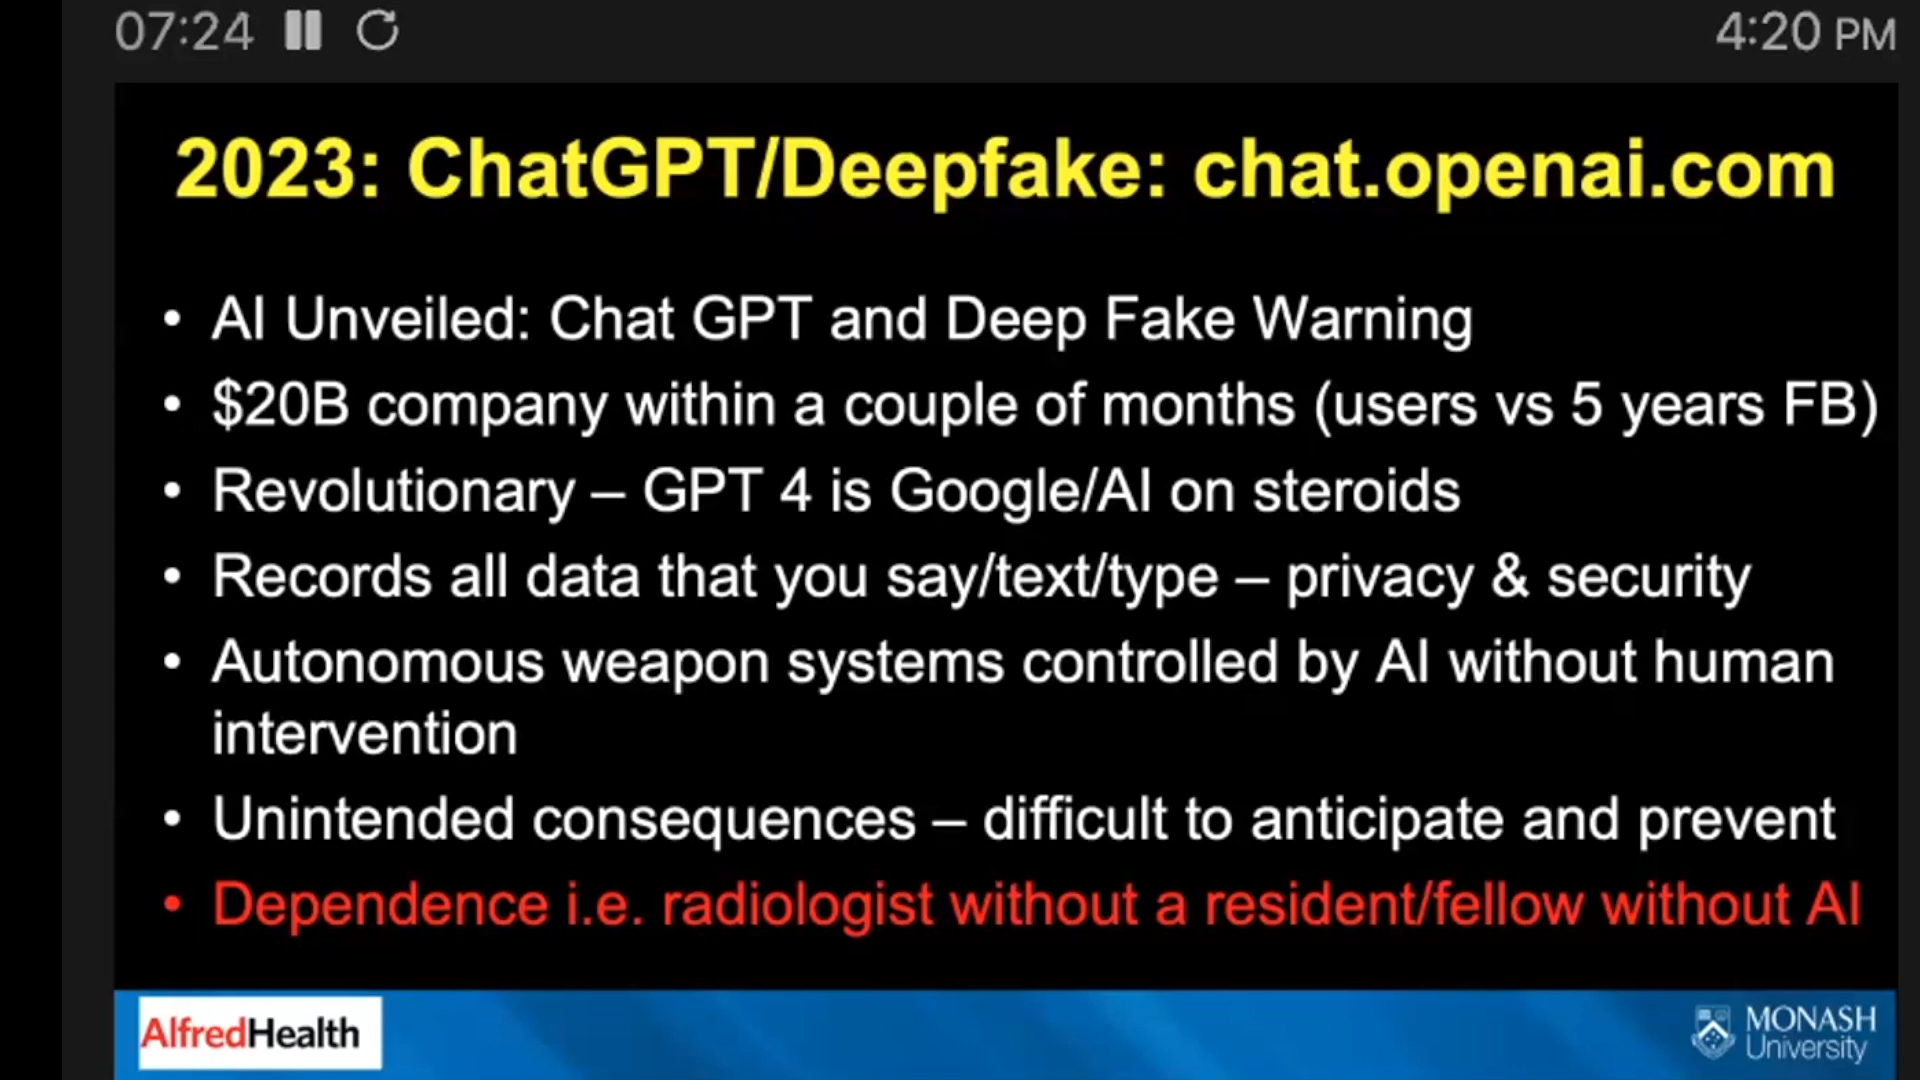 07:24
4:20 PM
2023: ChatGPT/Deepfake: chat.openai.com
• AI Unveiled: Chat GPT and Deep Fake Warning
• $20B company within a couple of months (users vs 5 years FB)
• Revolutionary – GPT 4 is Google/AI on steroids
• Records all data that you say/text/type – privacy & security
• Autonomous weapon systems controlled by AI without human
intervention
• Unintended consequences – difficult to anticipate and prevent
• Dependence i.e. radiologist without a resident/fellow without AI
AlfredHealth
MONASH
University